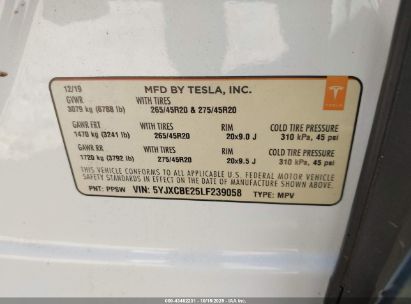 12/19 MFD BY TESLA, INC.
GVWR WITH TIRES
3079 kg (6788 lb) 265/45R20 & 275/45R20
GAWR FRT WITH TIRES RIM COLD TIRE PRESSURE
1470 kg (3241 lb) 265/45R20 20x9.0 J 310 kPa, 45 psi
GAWR RR WITH TIRES RIM COLD TIRE PRESSURE
1720 kg (3792 lb) 275/45R20 20x9.5 J 310 kPa, 45 psi
THIS VEHICLE CONFORMS TO ALL APPLICABLE U.S. FEDERAL MOTOR VEHICLE
SAFETY STANDARDS IN EFFECT ON THE DATE OF MANUFACTURE SHOWN ABOVE.
PNT: PPSW VIN: 5YJXCBE25LF239058 TYPE: MPV
TESLA